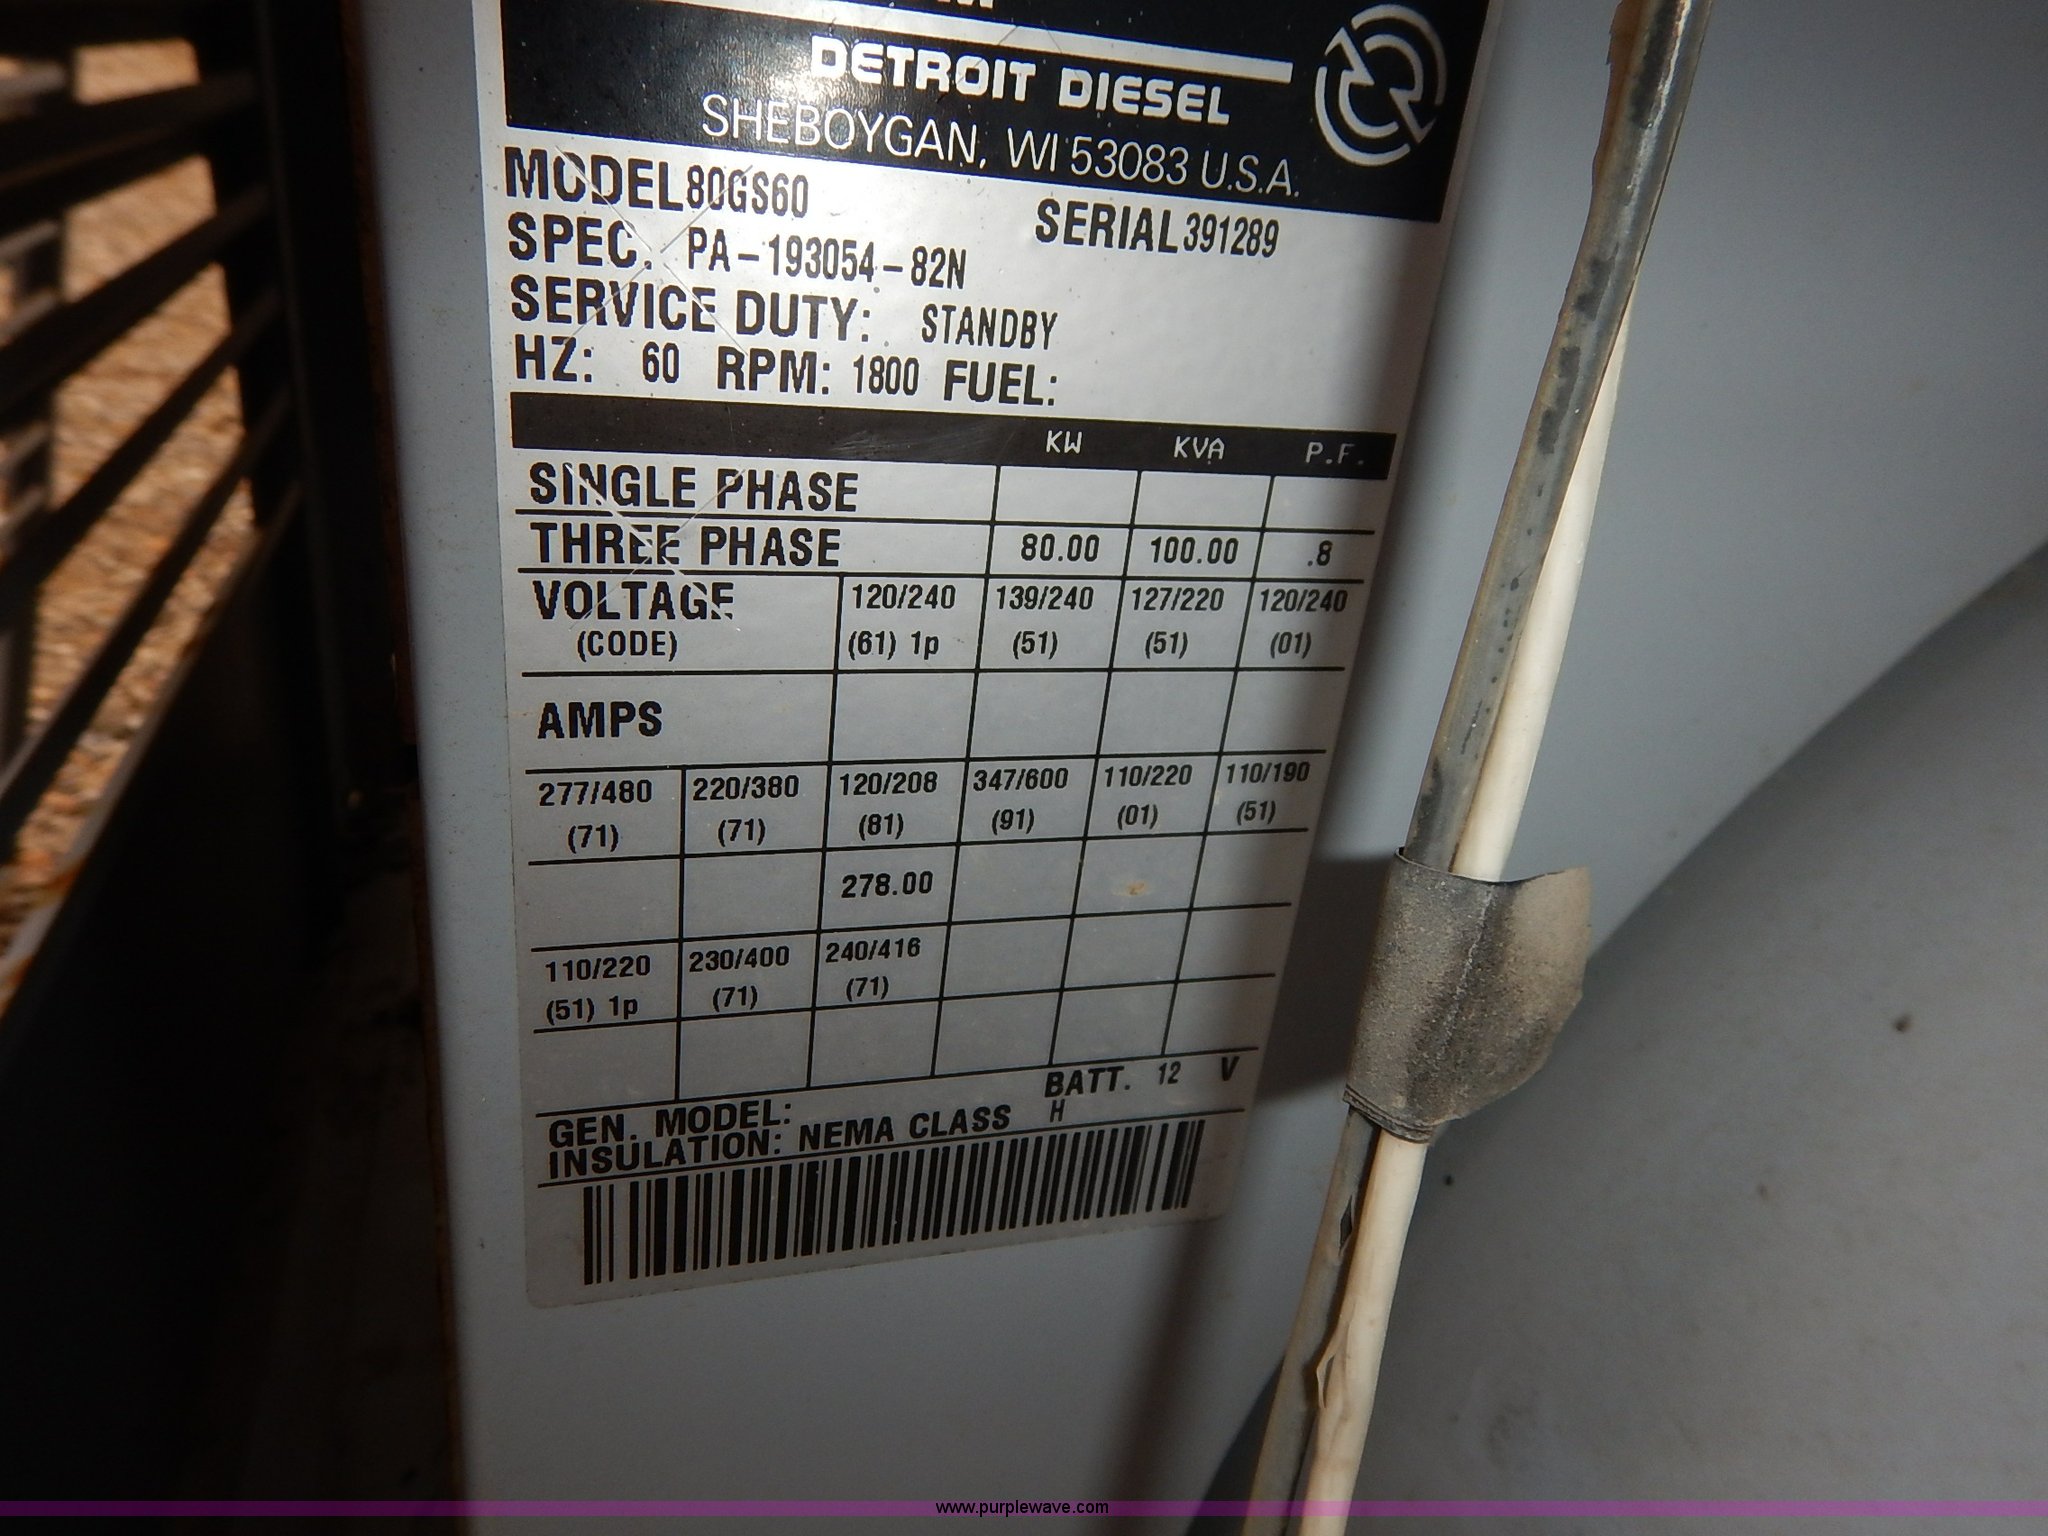 DETROIT DIESEL
SHEBOYGAN, WI 53083 U.S.A.
MODEL 80GS60 SERIAL 391289
SPEC. PA-193054-82N
SERVICE DUTY: STANDBY
HZ: 60 RPM: 1800 FUEL:
KW KVA P.F.
SINGLE PHASE
THREE PHASE 80.00 100.00 .8
VOLTAGE 120/240 139/240 127/220 120/240
(CODE) (61) 1p (51) (51) (01)
AMPS
277/480 220/380 120/208 347/600 110/220 110/190
(71) (71) (81) (91) (01) (51)
278.00
110/220 230/400 240/416
(51) 1p (71) (71)
GEN. MODEL: BATT. 12 V
INSULATION: NEMA CLASS H
www.purplewave.com